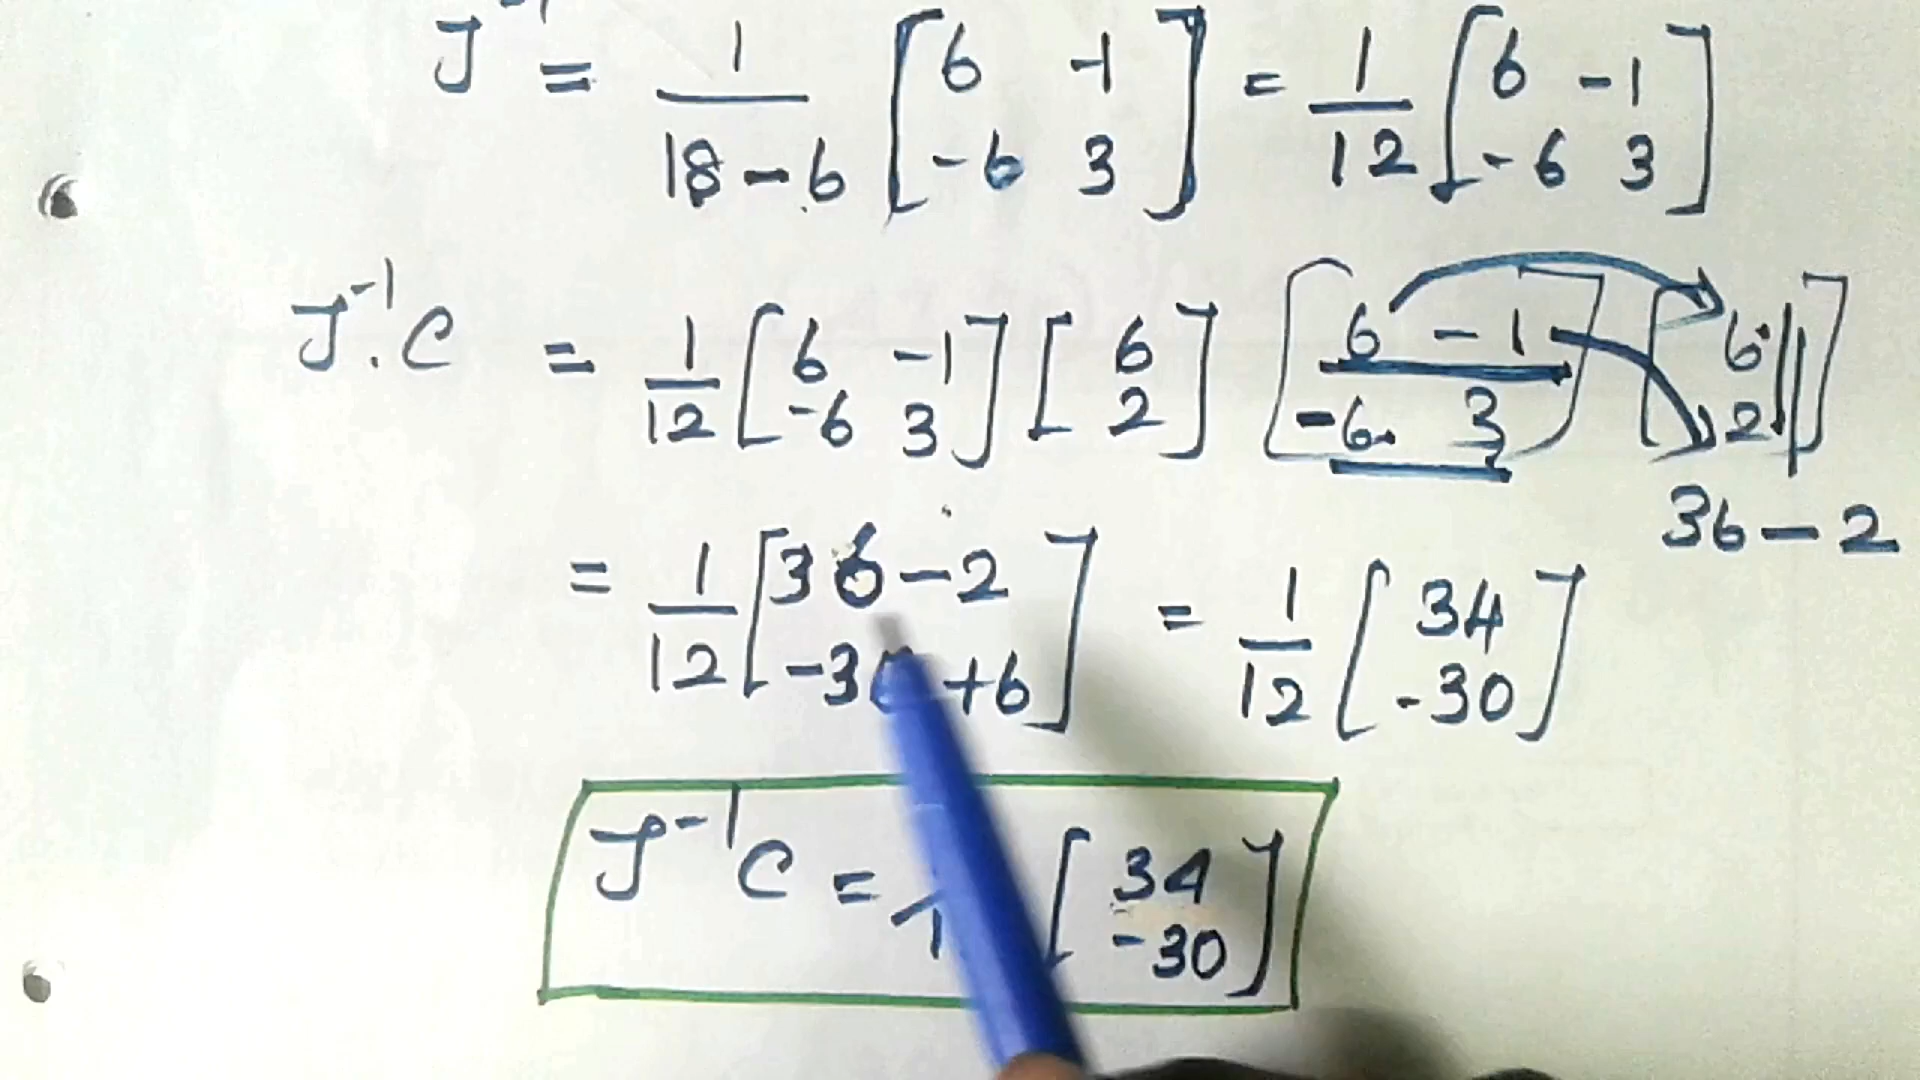 J⁻¹ = 1/(18-6) [6 -1; -6 3] = 1/12 [6 -1; -6 3]
J⁻¹.C = 1/12 [6 -1; -6 3] [6; 2] [6 -1; -6 3] [6; 2]
36-2
= 1/12 [36-2; -36+6] = 1/12 [34; -30]
J⁻¹C = 1 [34; -30]